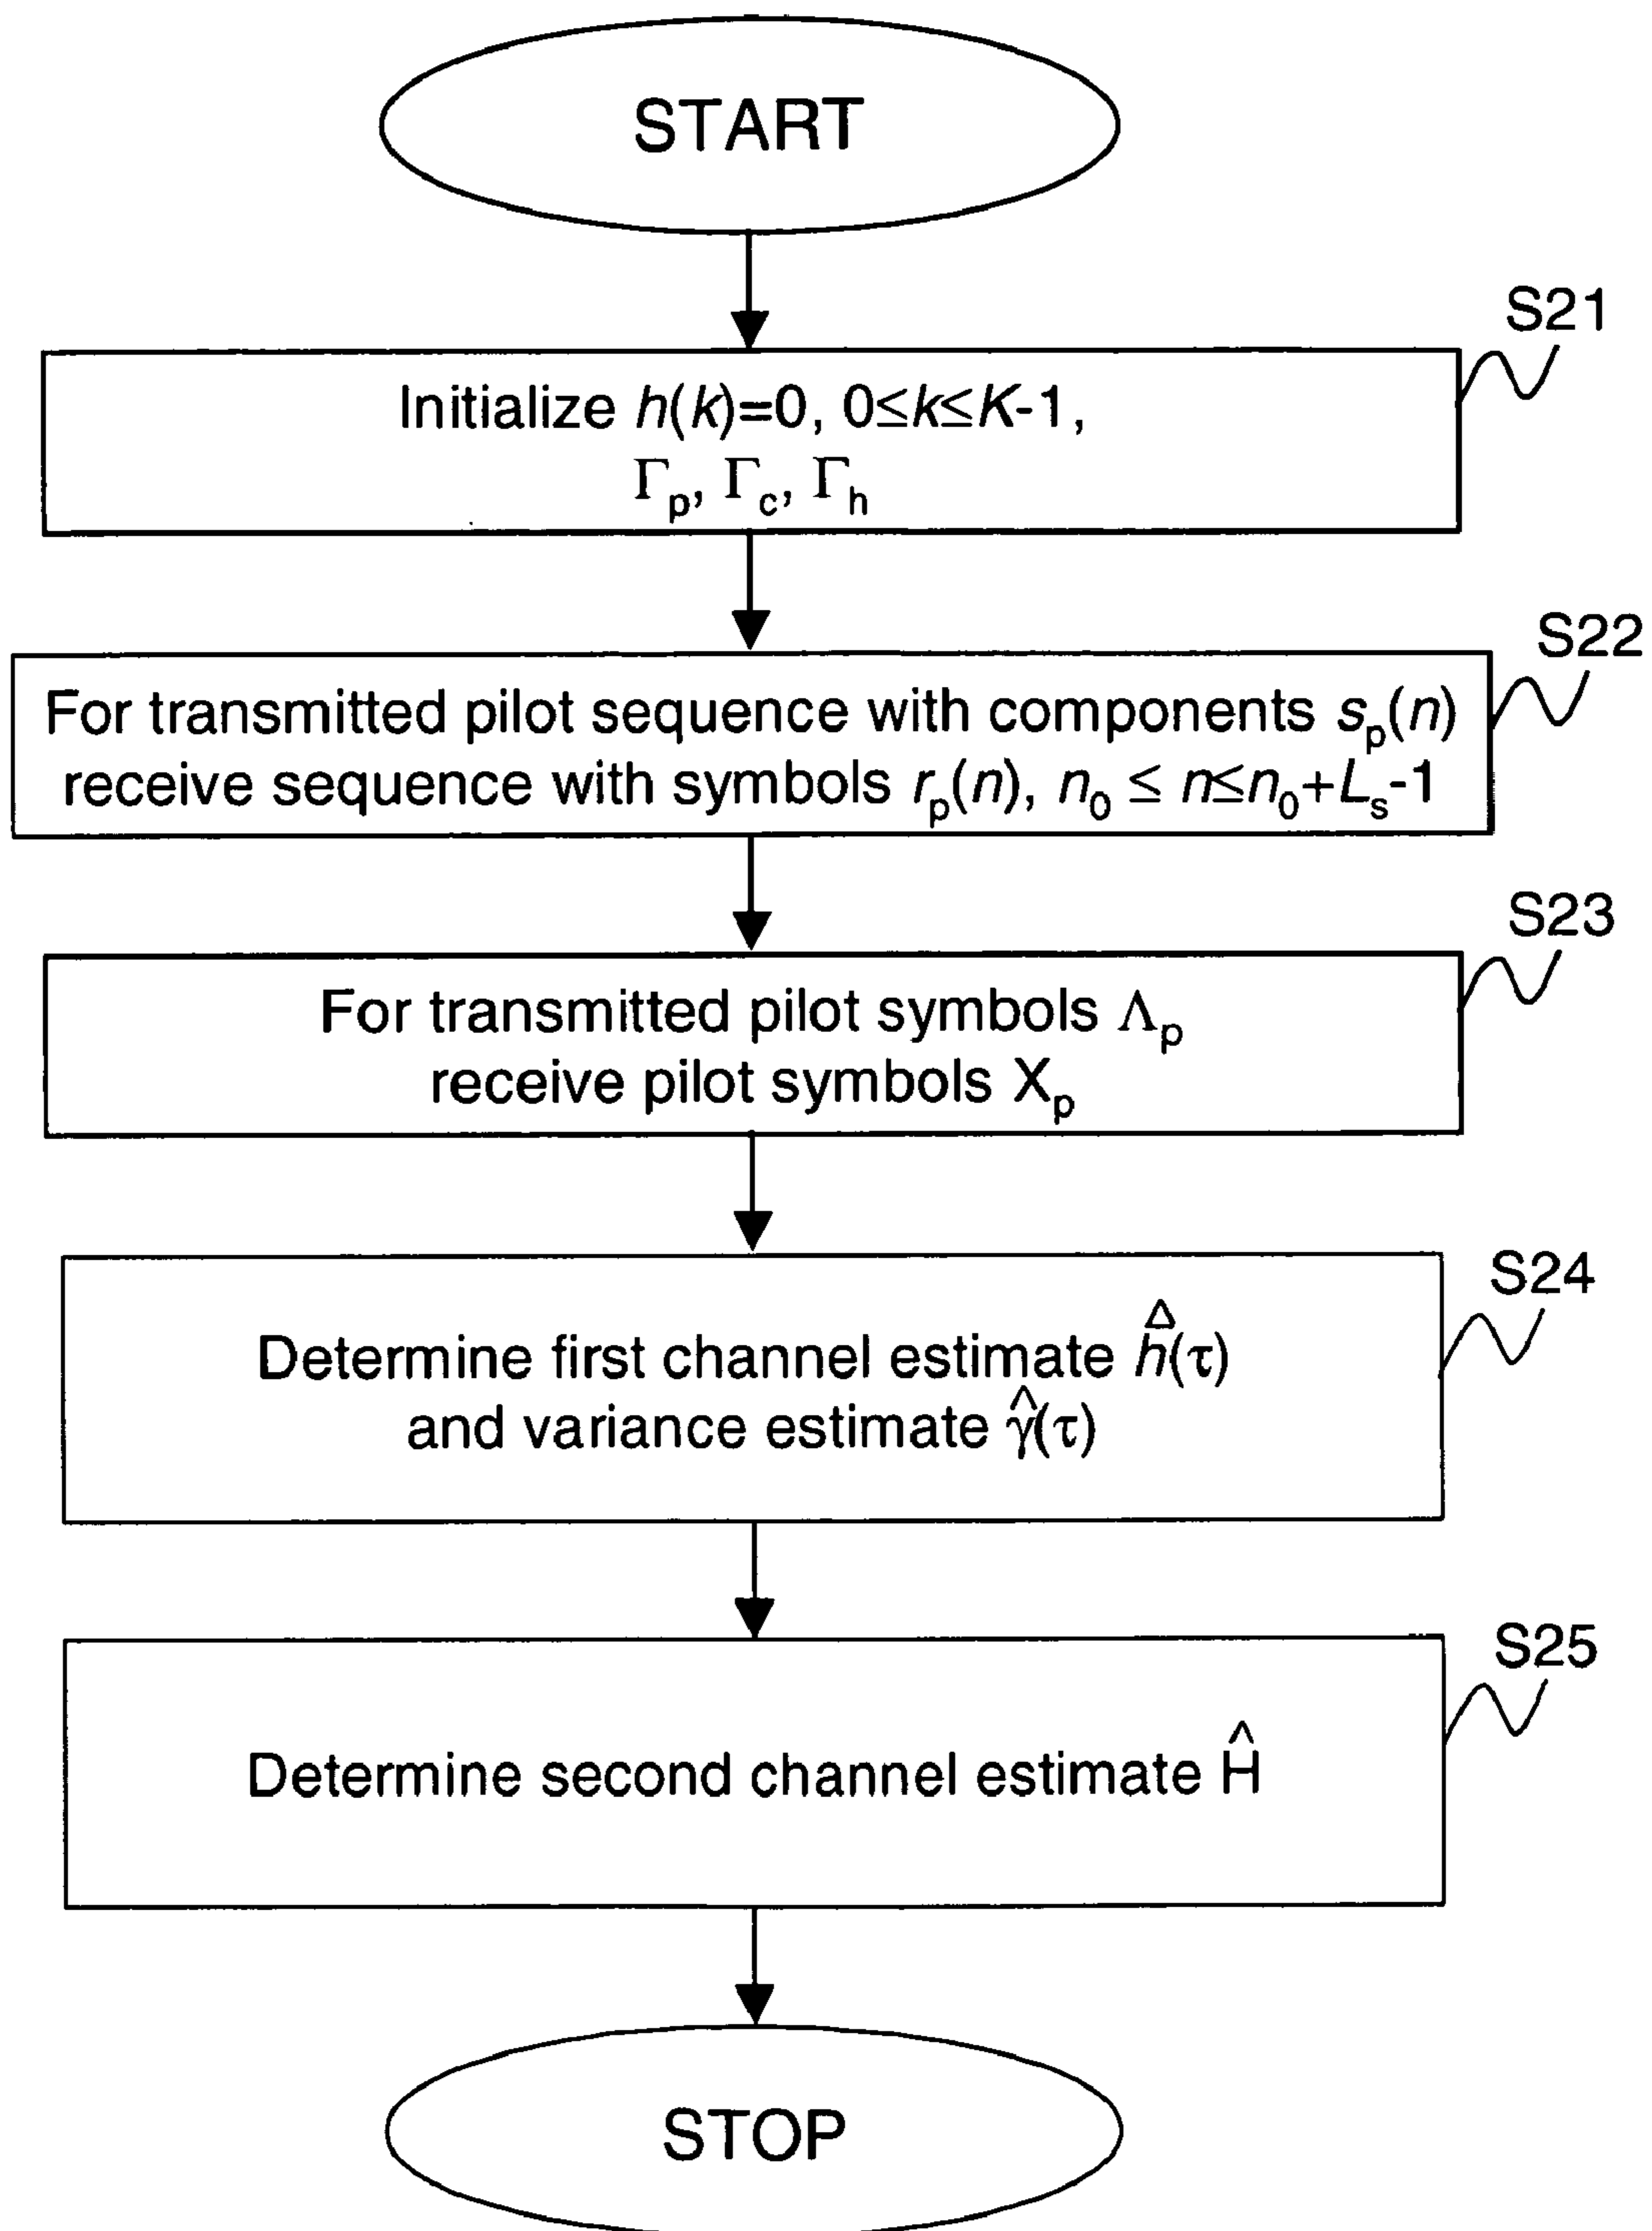 START
S21
Initialize h(k)=0, 0≤k≤K-1,
Γp, Γc, Γh
S22
For transmitted pilot sequence with components sp(n)
receive sequence with symbols rp(n), n0 ≤ n≤n0+Ls-1
S23
For transmitted pilot symbols Λp
receive pilot symbols Xp
S24
Determine first channel estimate ĥ(τ)
and variance estimate γ̂(τ)
S25
Determine second channel estimate Ĥ
STOP